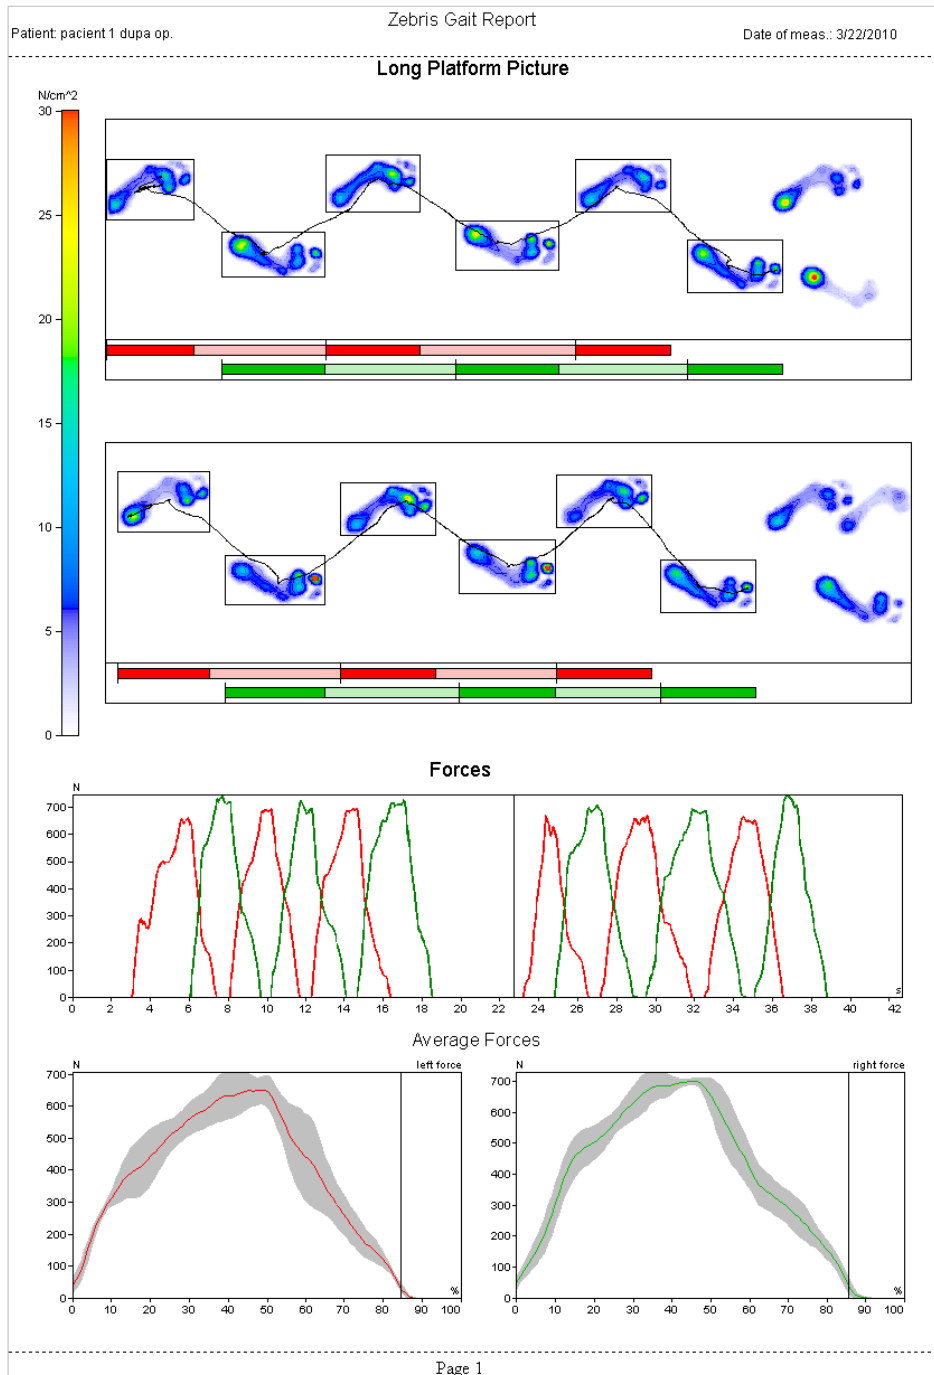 Zebris Gait Report
Patient: pacient 1 dupa op.
Date of meas.: 3/22/2010
Long Platform Picture
N/cm^2
30
25
20
15
10
5
0
Forces
N
700
600
500
400
300
200
100
0
0 2 4 6 8 10 12 14 16 18 20 22 24 26 28 30 32 34 36 38 40 42
s
Average Forces
N
left force
700
600
500
400
300
200
100
0
0 10 20 30 40 50 60 70 80 90 100
%
N
right force
700
600
500
400
300
200
100
0
0 10 20 30 40 50 60 70 80 90 100
%
Page 1